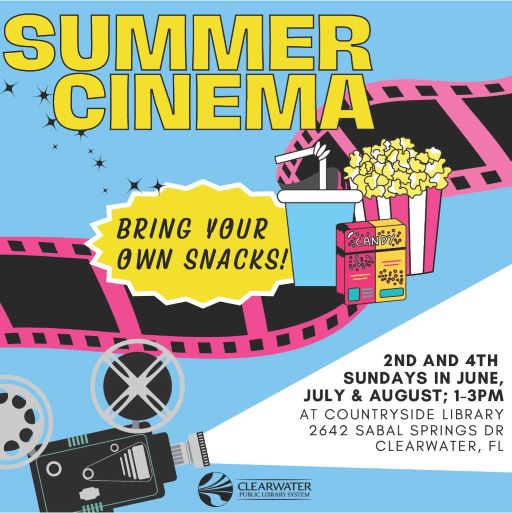 SUMMER
CINEMA
BRING YOUR
OWN SNACKS!
CANDY
2ND AND 4TH
SUNDAYS IN JUNE,
JULY & AUGUST; 1-3PM
AT COUNTRYSIDE LIBRARY
2642 SABAL SPRINGS DR
CLEARWATER, FL
CLEARWATER
PUBLIC LIBRARY SYSTEM